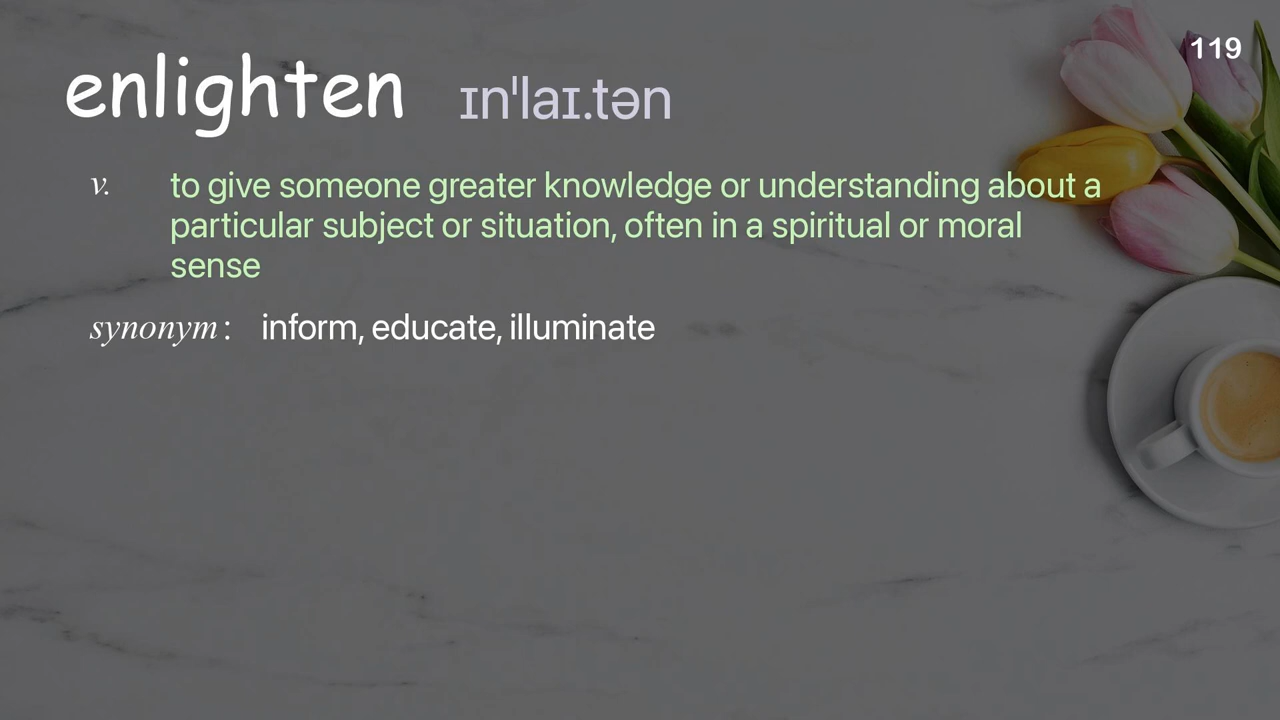 119
enlighten ɪnˈlaɪ.tən
v. to give someone greater knowledge or understanding about a
particular subject or situation, often in a spiritual or moral
sense
synonym: inform, educate, illuminate